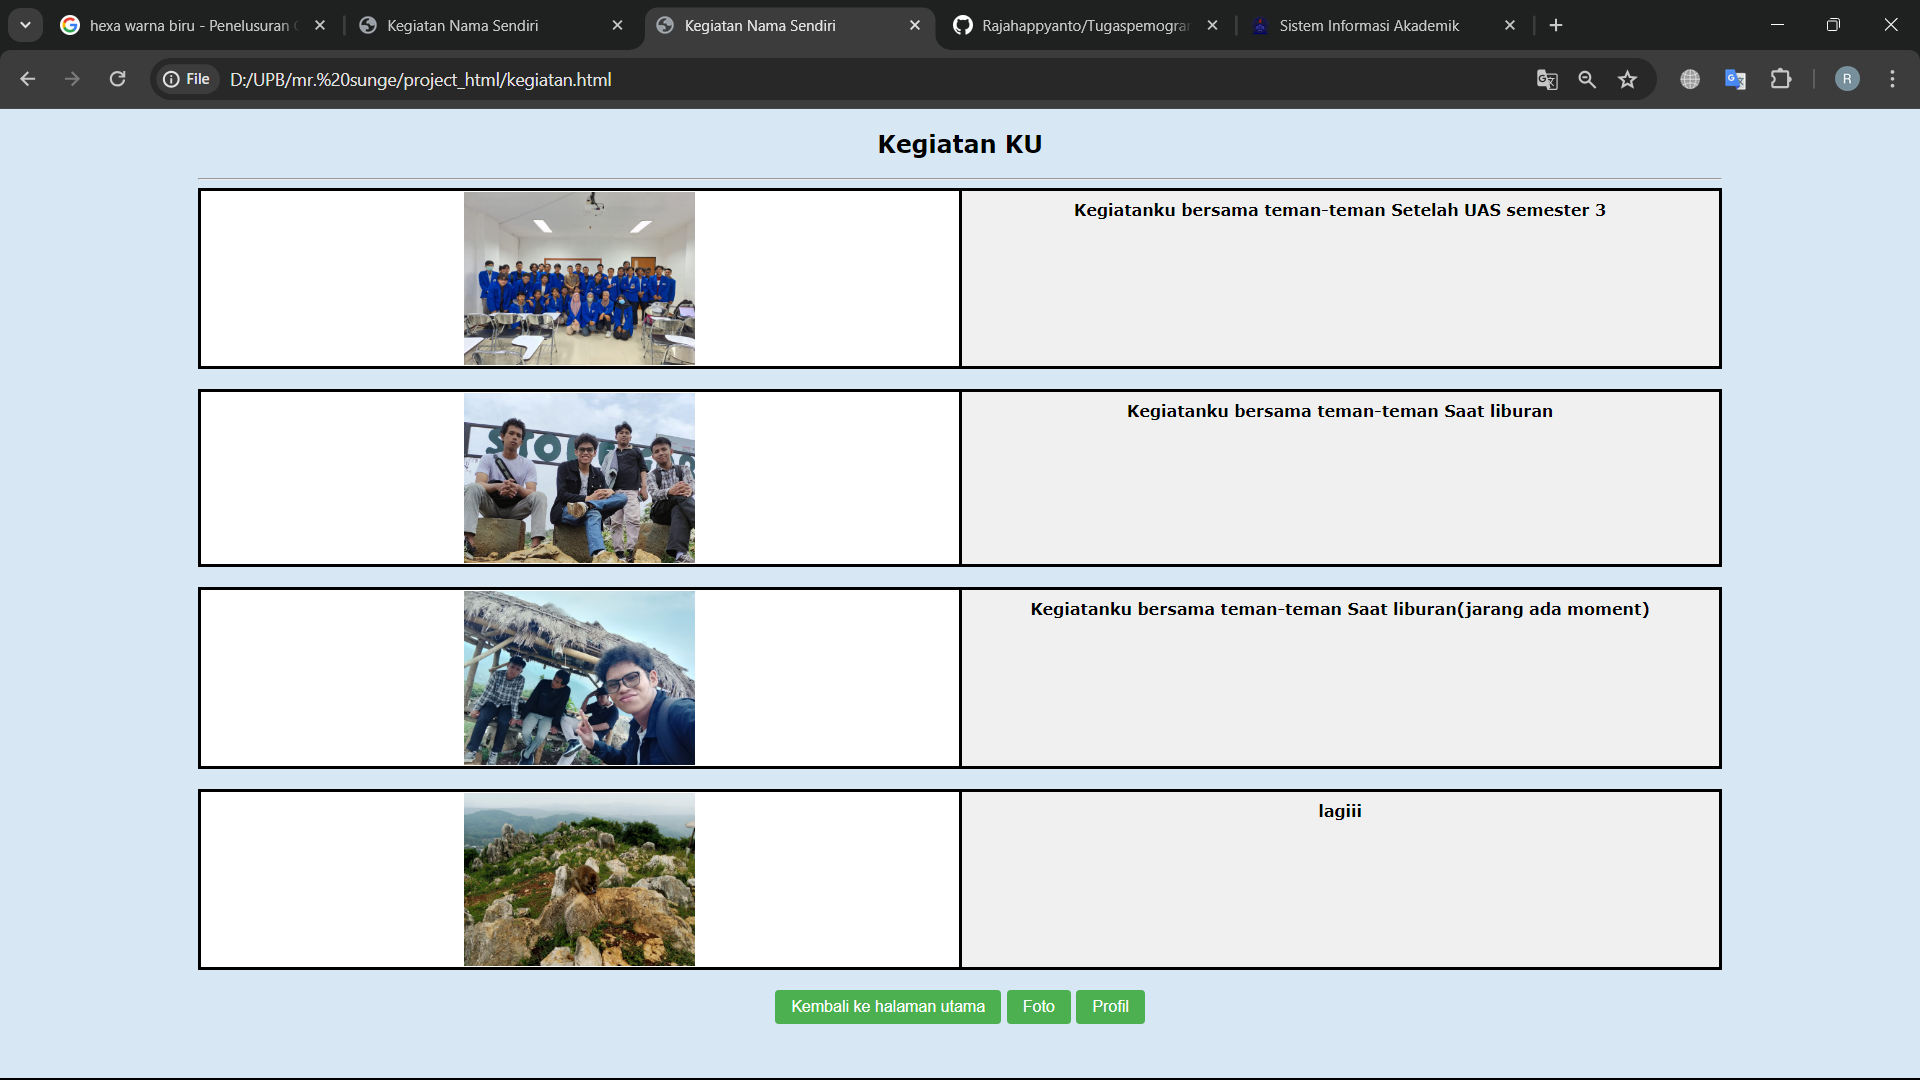 hexa warna biru - Penelusuran
Kegiatan Nama Sendiri
Kegiatan Nama Sendiri
Rajahappyanto/Tugaspemogra
Sistem Informasi Akademik
File
D:/UPB/mr.%20sunge/project_html/kegiatan.html
R
Kegiatan KU
Kegiatanku bersama teman-teman Setelah UAS semester 3
Kegiatanku bersama teman-teman Saat liburan
Kegiatanku bersama teman-teman Saat liburan(jarang ada moment)
lagiii
Kembali ke halaman utama
Foto
Profil